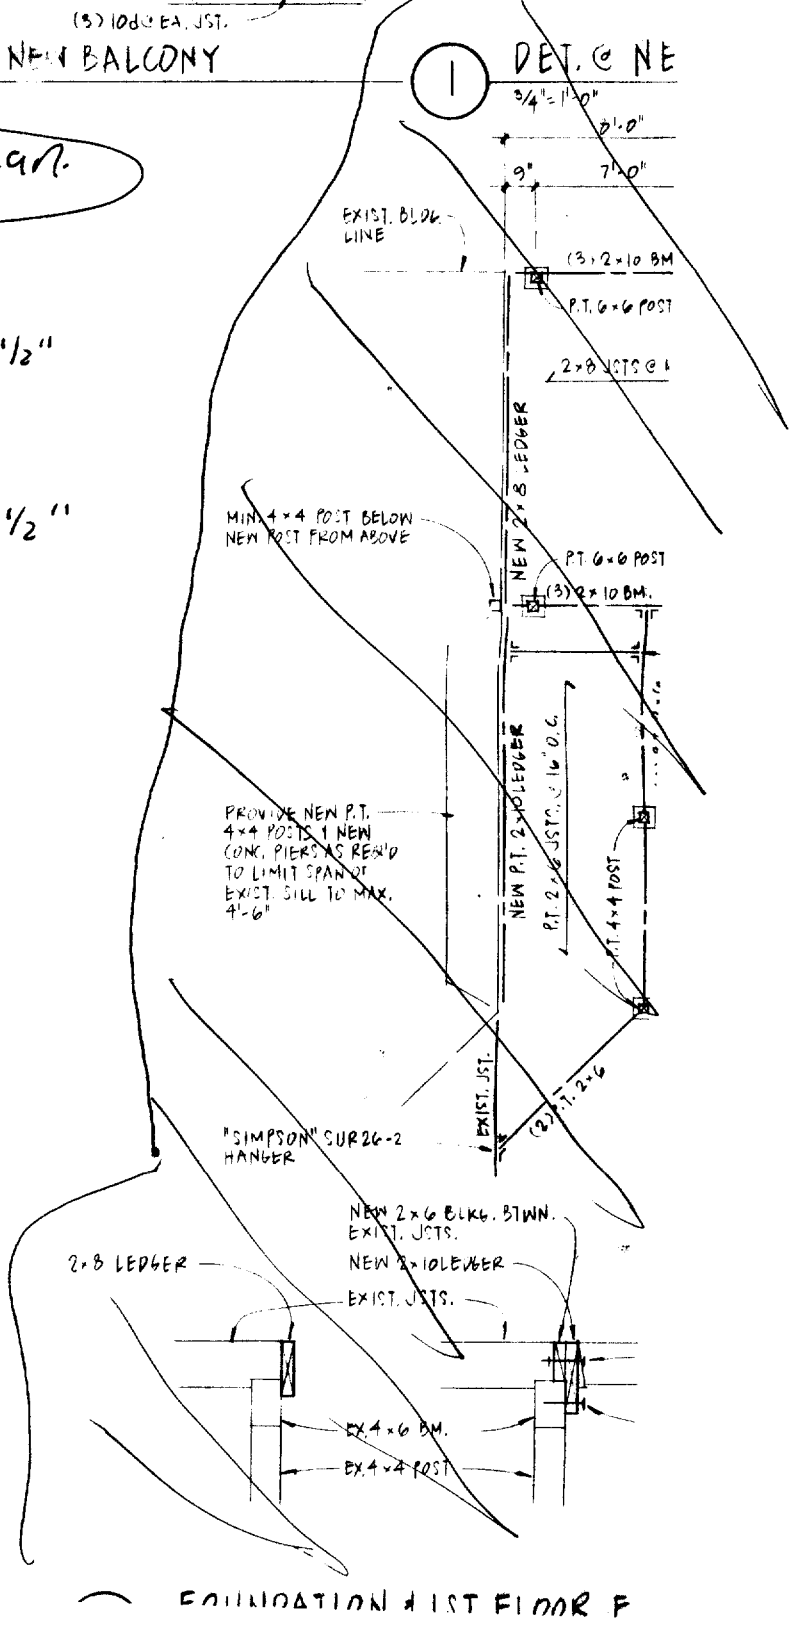 (3) 10d @ EA. JST.
NEW BALCONY
1
DET. @ NE
3/4" = 1'-0"
9"
7'-0"
1/2"
1/2"
EXIST. BLDG.
LINE
(3) 2×10 BM
P.T. 6×6 POST
2×8 JSTS @
NEW 2×8 LEDGER
MIN. 4×4 POST BELOW
NEW POST FROM ABOVE
P.T. 6×6 POST
(3) 2×10 BM.
PROVIDE NEW P.T.
4×4 POSTS & NEW
CONC. PIERS AS REQ'D
TO LIMIT SPAN OF
EXIST. SILL TO MAX.
4'-6"
NEW P.T. 2×10 LEDGER
P.T. 2×6 JSTS. @ 16" O.C.
P.T. 4×4 POST
EXIST. JST.
(2) P.T. 2×6
"SIMPSON" SUR26-2
HANGER
NEW 2×6 BLKG. BTWN.
EXIST. JSTS.
2×8 LEDGER
NEW 2×10 LEDGER
EXIST. JSTS.
EX. 4×6 BM.
EX. 4×4 POST
FOUNDATION & 1ST FLOOR F